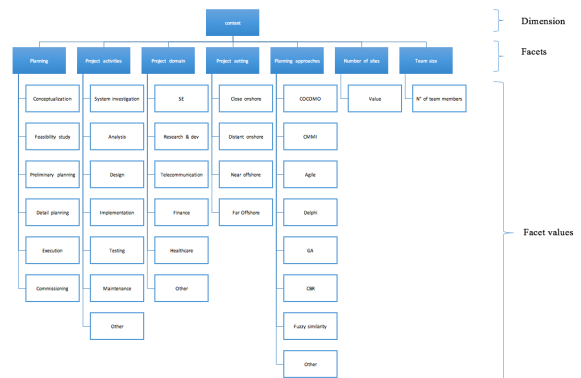 content
Dimension
Planning
Project activities
Project domain
Project setting
Planning approaches
Number of sites
Team size
Facets
Conceptualization
System investigation
SE
Close onshore
COCOMO
Value
N° of team members
Feasibility study
Analysis
Research & dev
Distant onshore
CMMI
Preliminary planning
Design
Telecommunication
Near offshore
Agile
Detail planning
Implementation
Finance
Far Offshore
Delphi
Facet values
Execution
Testing
Healthcare
GA
Commissioning
Maintenance
Other
CBR
Other
Fuzzy similarity
Other